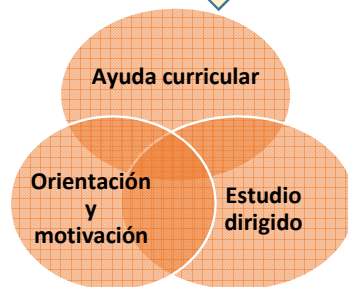 Ayuda curricular
Orientación
y
motivación
Estudio
dirigido